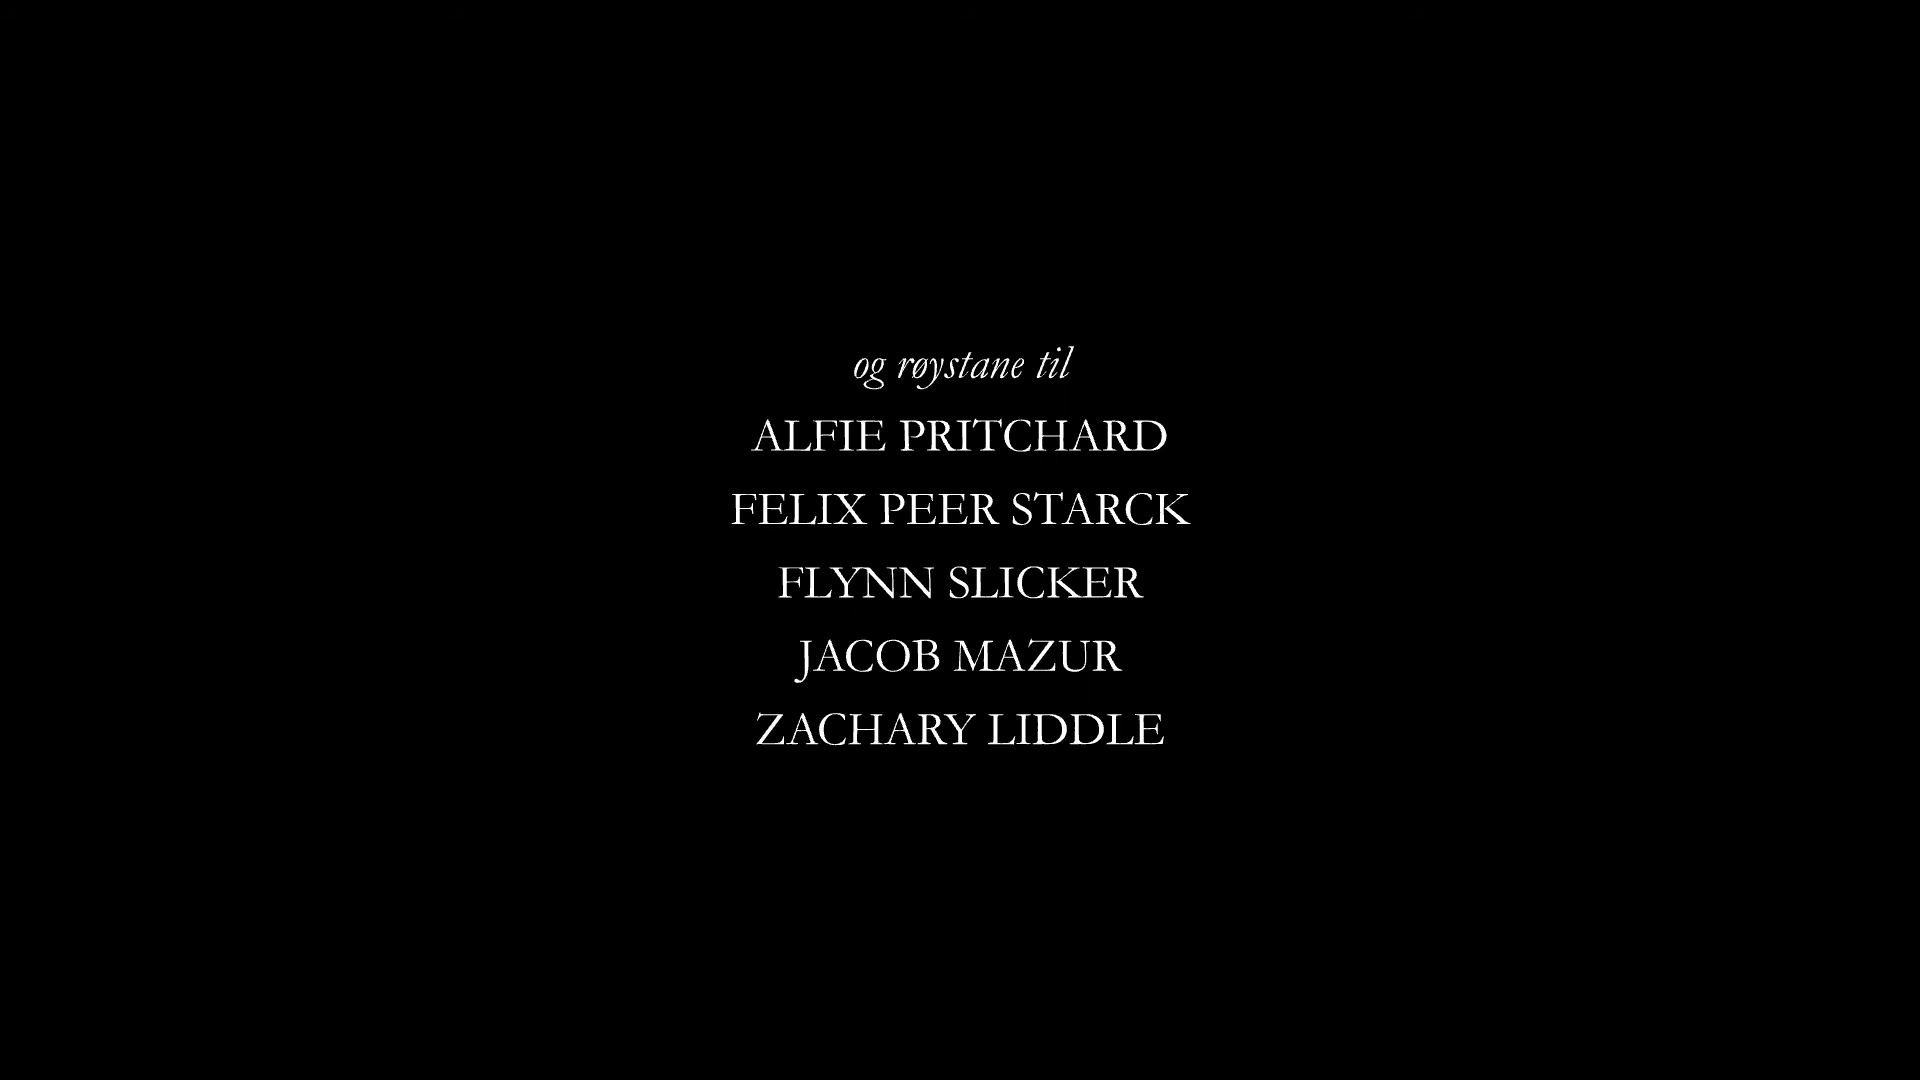 og røystane til
ALFIE PRITCHARD
FELIX PEER STARCK
FLYNN SLICKER
JACOB MAZUR
ZACHARY LIDDLE